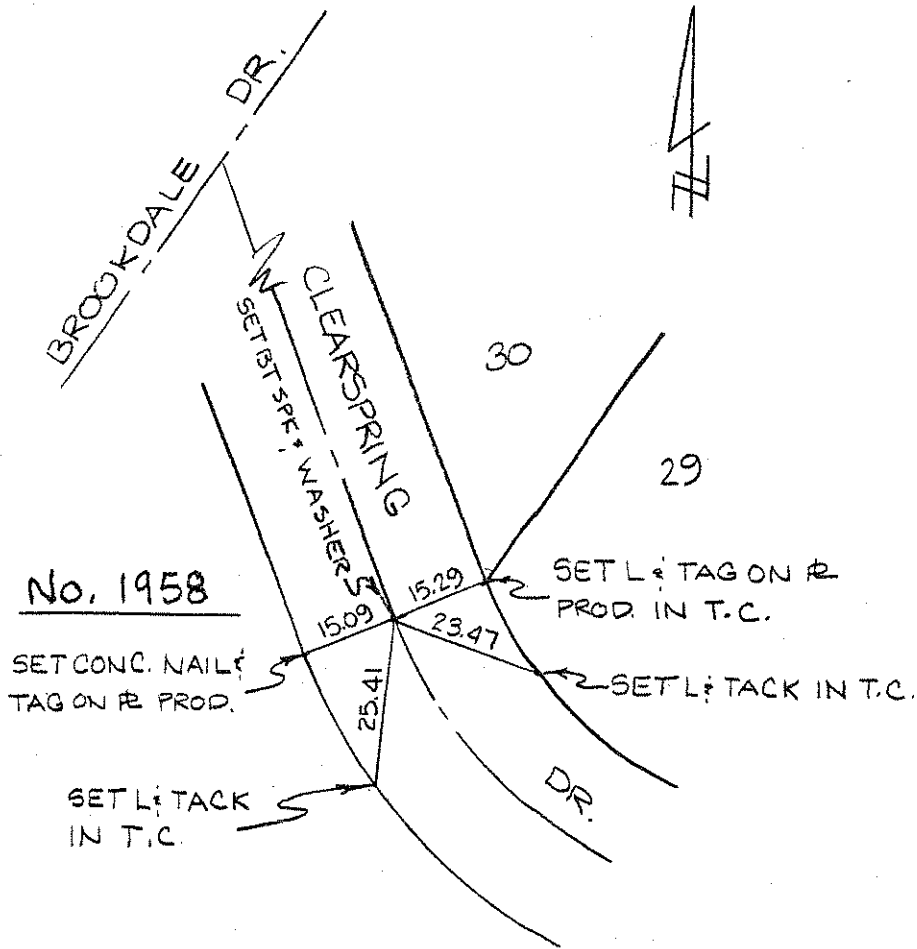 BROOKDALE DR.
CLEARSPRING
SET BT SPK & WASHER
30
29
No. 1958
15.09
15.29
23.47
25.41
SET L & TAG ON ⅊
PROD. IN T.C.
SET CONC. NAIL &
TAG ON ⅊ PROD.
SET L & TACK IN T.C.
SET L & TACK
IN T.C.
DR.